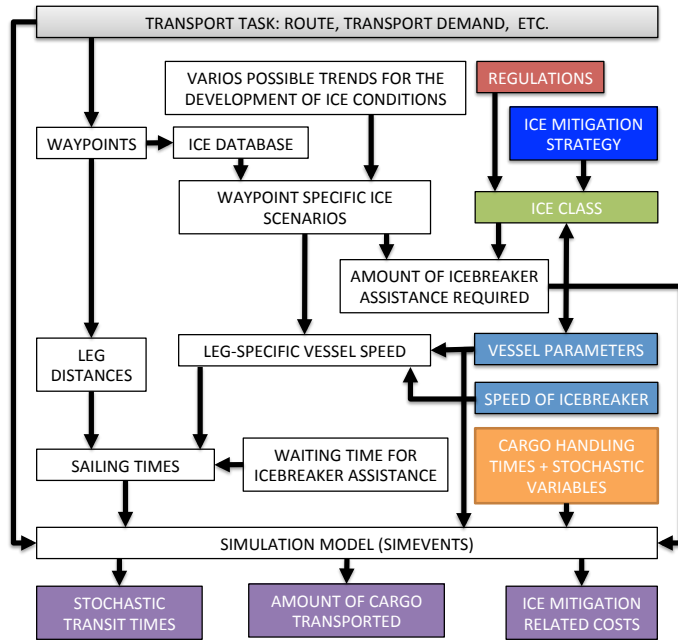 TRANSPORT TASK: ROUTE, TRANSPORT DEMAND, ETC.
VARIOS POSSIBLE TRENDS FOR THE
DEVELOPMENT OF ICE CONDITIONS
REGULATIONS
ICE MITIGATION
STRATEGY
WAYPOINTS
ICE DATABASE
WAYPOINT SPECIFIC ICE
SCENARIOS
ICE CLASS
AMOUNT OF ICEBREAKER
ASSISTANCE REQUIRED
LEG
DISTANCES
LEG-SPECIFIC VESSEL SPEED
VESSEL PARAMETERS
SPEED OF ICEBREAKER
SAILING TIMES
WAITING TIME FOR
ICEBREAKER ASSISTANCE
CARGO HANDLING
TIMES + STOCHASTIC
VARIABLES
SIMULATION MODEL (SIMEVENTS)
STOCHASTIC
TRANSIT TIMES
AMOUNT OF CARGO
TRANSPORTED
ICE MITIGATION
RELATED COSTS